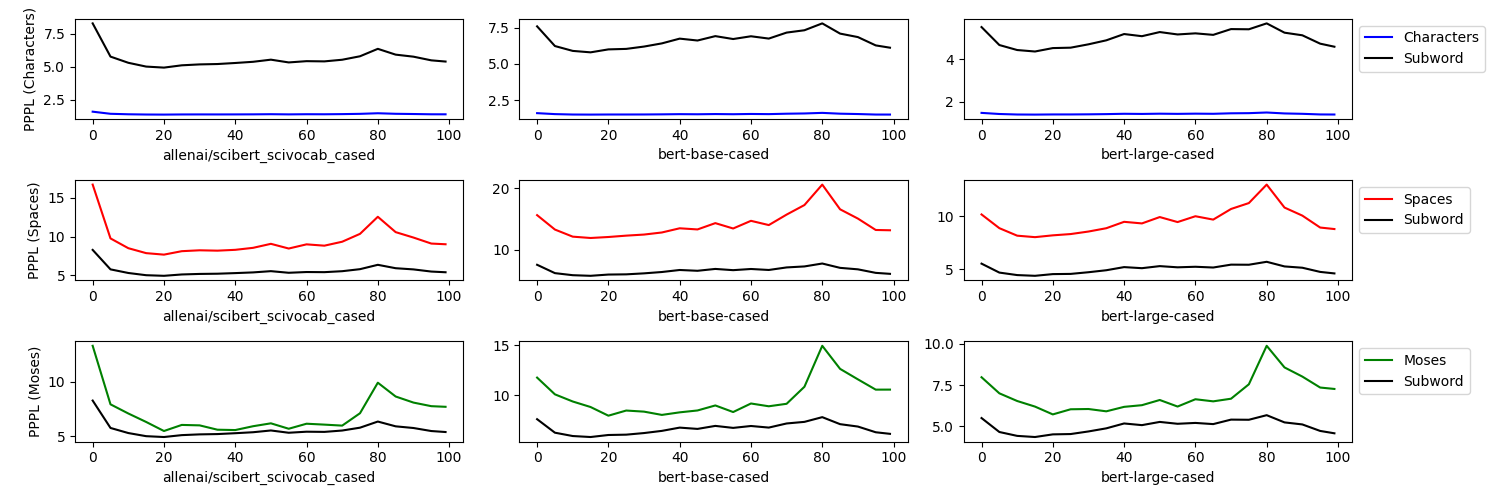 PPPL (Characters)
7.5
5.0
2.5
0 20 40 60 80 100
allenai/scibert_scivocab_cased
7.5
5.0
2.5
0 20 40 60 80 100
bert-base-cased
4
2
0 20 40 60 80 100
bert-large-cased
Characters
Subword
PPPL (Spaces)
15
10
5
0 20 40 60 80 100
allenai/scibert_scivocab_cased
20
10
0 20 40 60 80 100
bert-base-cased
10
5
0 20 40 60 80 100
bert-large-cased
Spaces
Subword
PPPL (Moses)
10
5
0 20 40 60 80 100
allenai/scibert_scivocab_cased
15
10
0 20 40 60 80 100
bert-base-cased
10.0
7.5
5.0
0 20 40 60 80 100
bert-large-cased
Moses
Subword